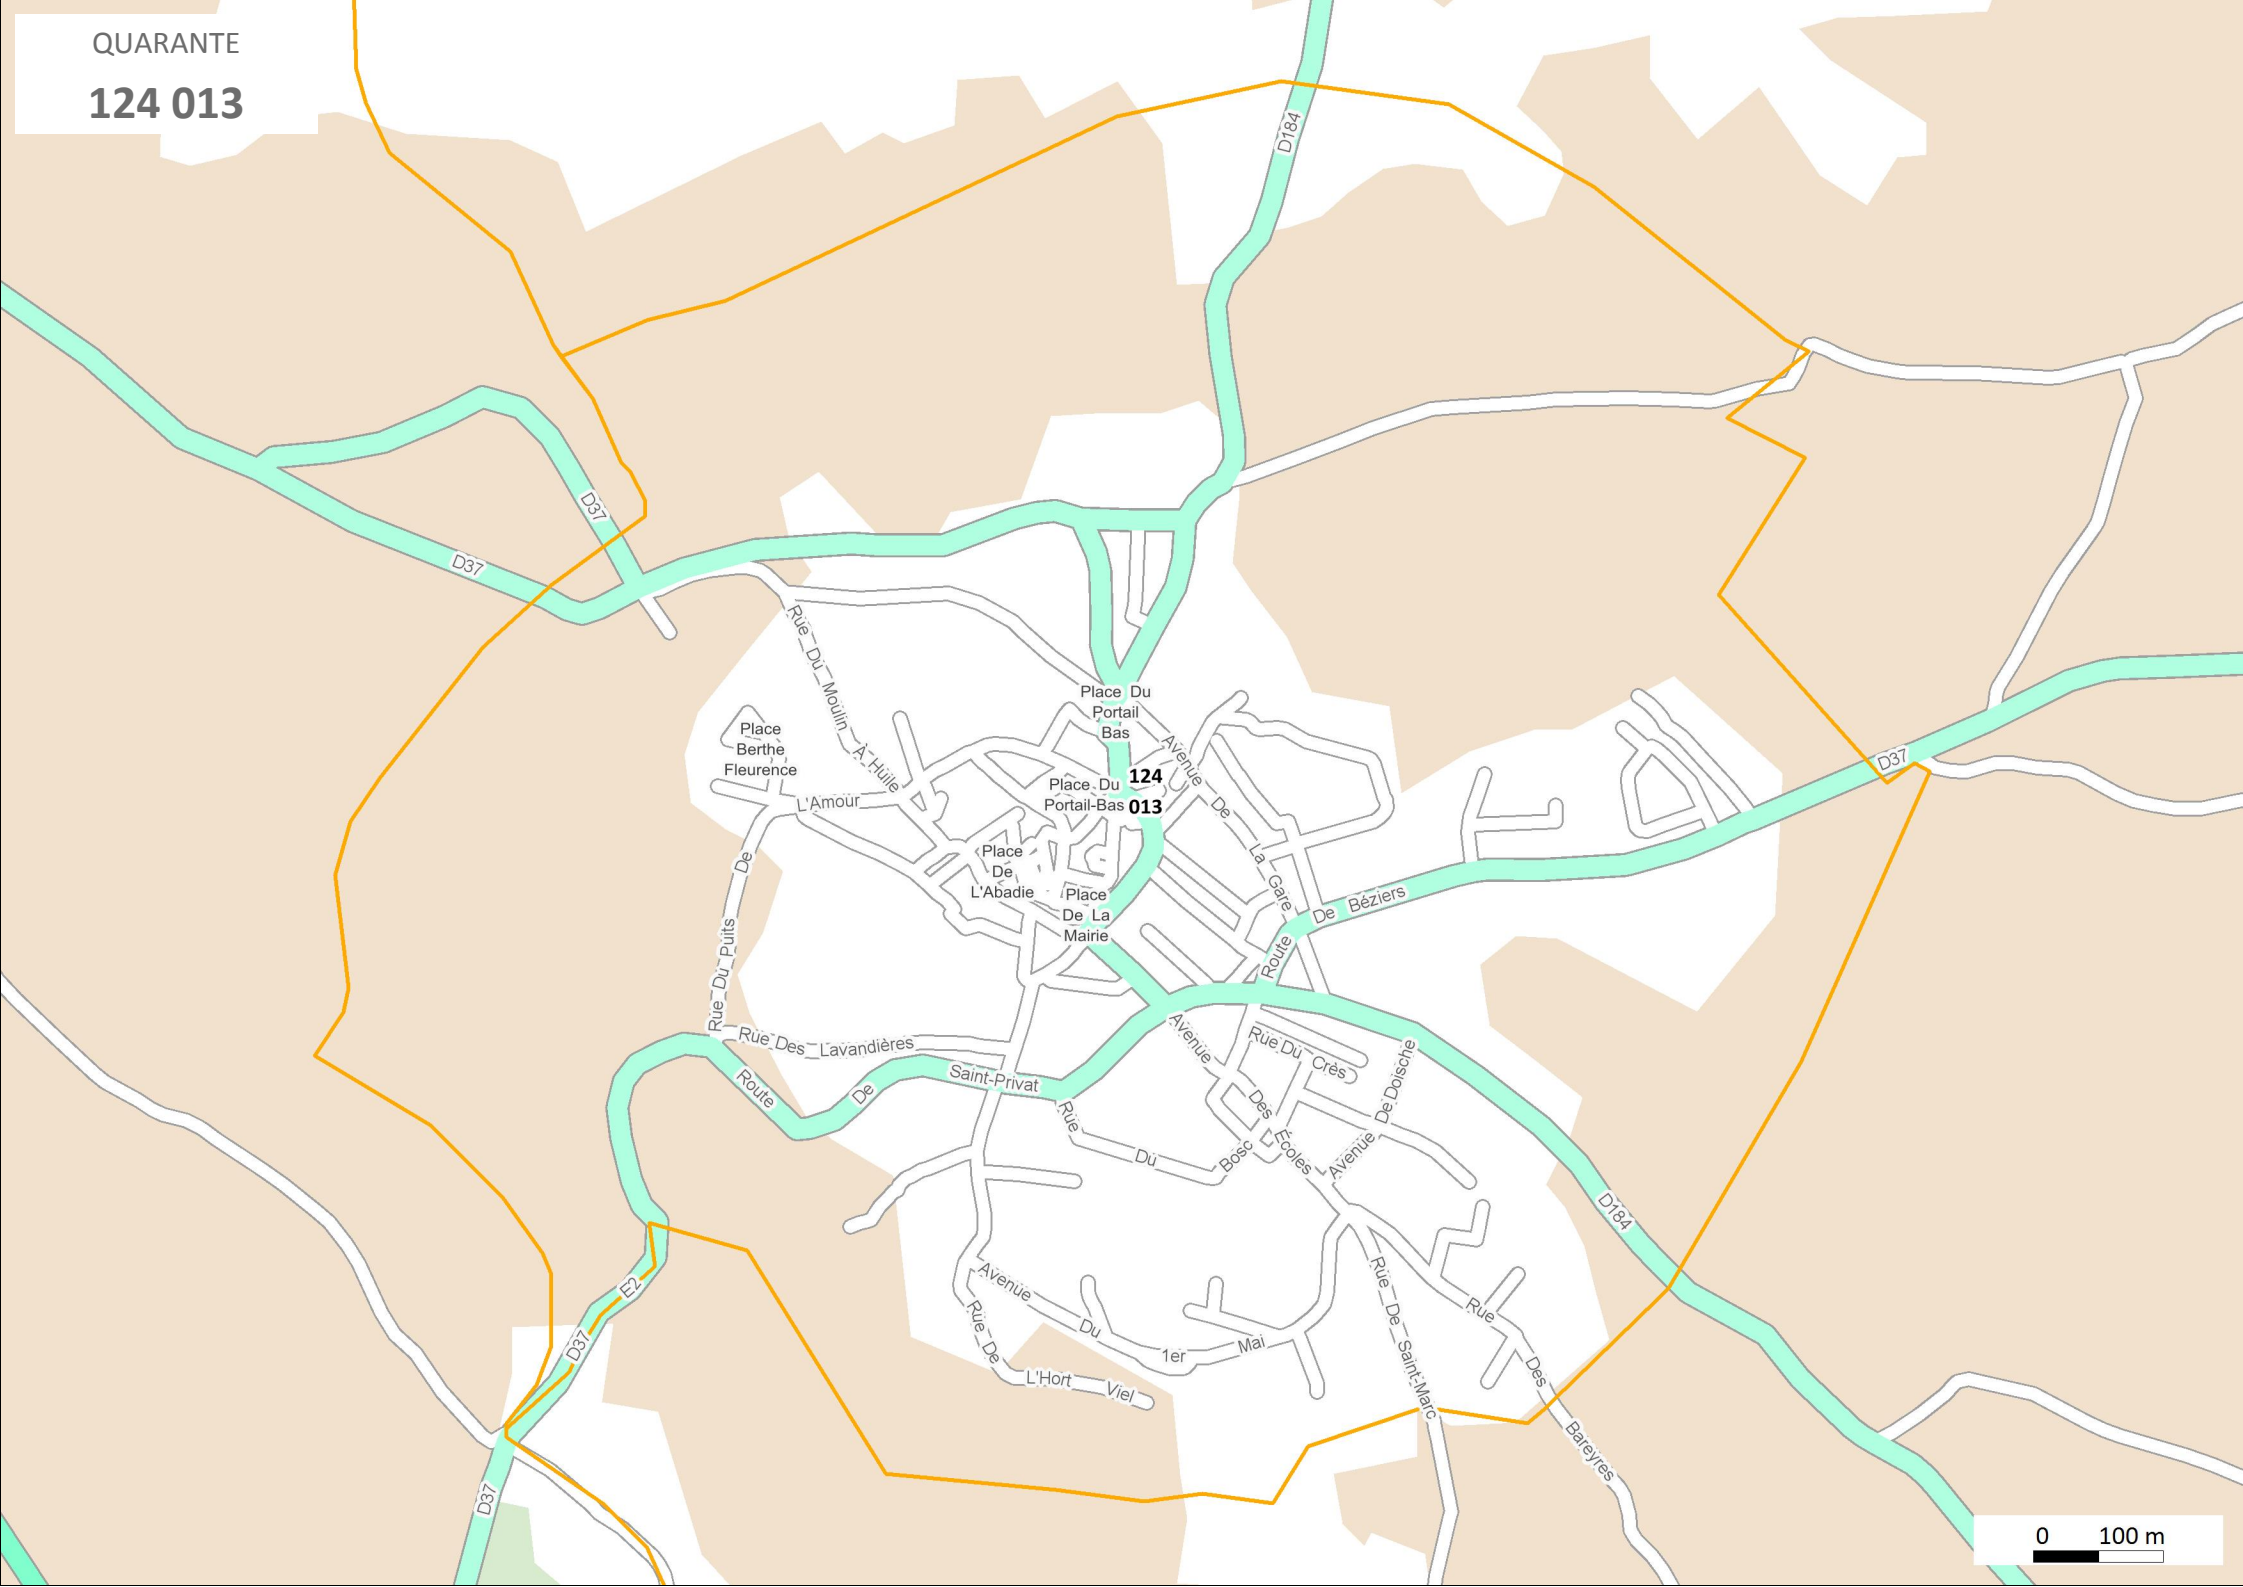 QUARANTE
124 013
D184
D37
D37
Rue Du Moulin À Huile
Place Du
Portail
Bas
Place
Berthe
Fleurence
Avenue De La Gare
124
013
Place Du
Portail-Bas
L'Amour
Rue Du Puits De
Place
De
L'Abadie
Place
De La
Mairie
D37
Route De Béziers
Rue Des Lavandières
Route De Saint-Privat
Avenue Des Écoles
Rue Du Crès
Avenue De Doische
Rue Du Bosc
D184
E2
D37
Avenue Du 1er Mai
Rue De L'Hort Viel
Rue De Saint-Marc
Rue Des Bareyres
D37
0 100 m